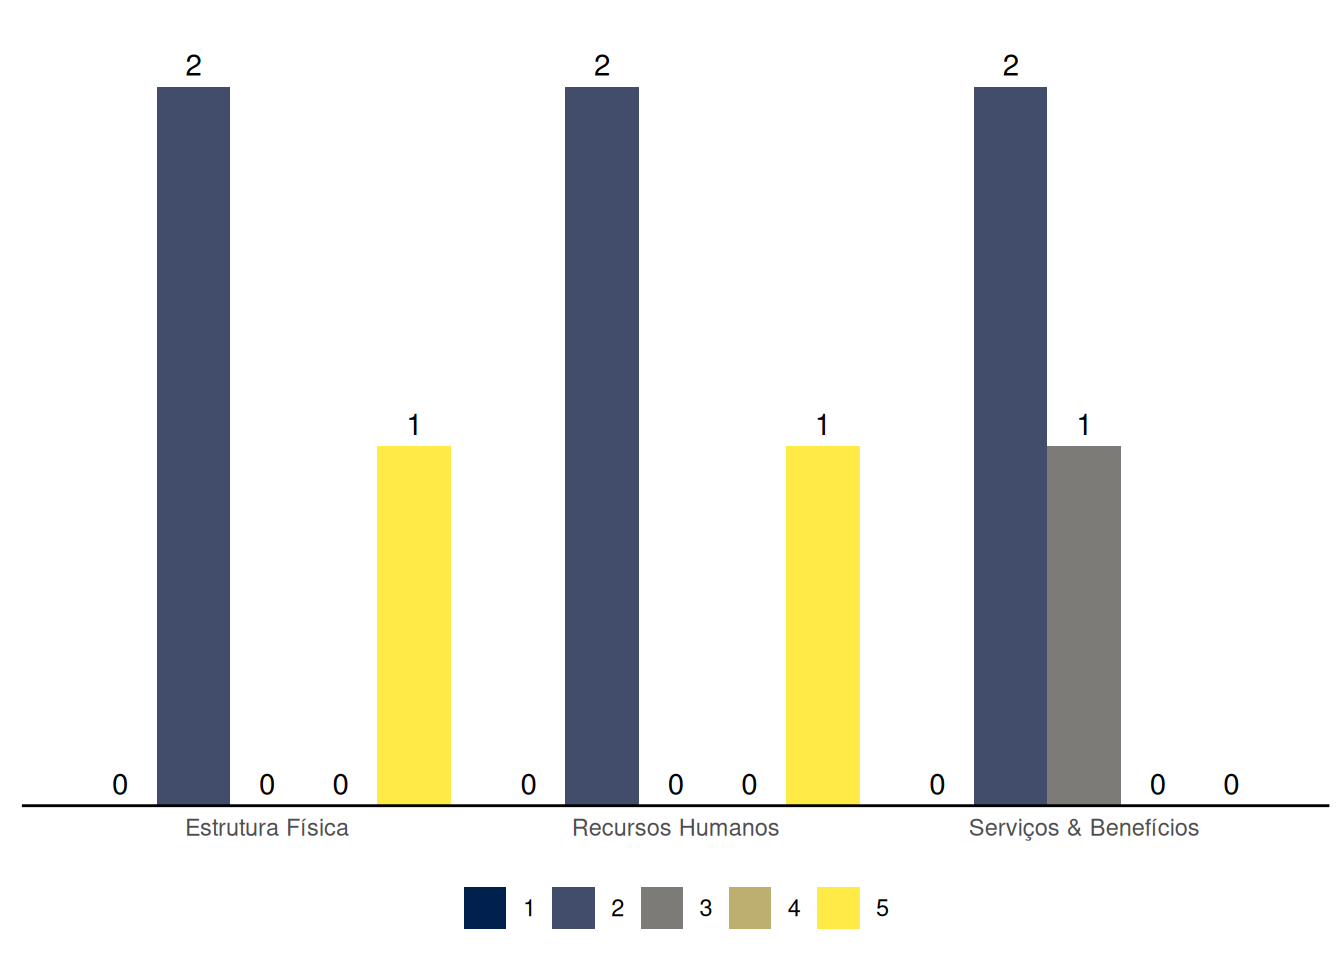 2 2 2
1 1 1
0 0 0 0 0 0 0 0 0
Estrutura Física Recursos Humanos Serviços & Benefícios
1 2 3 4 5